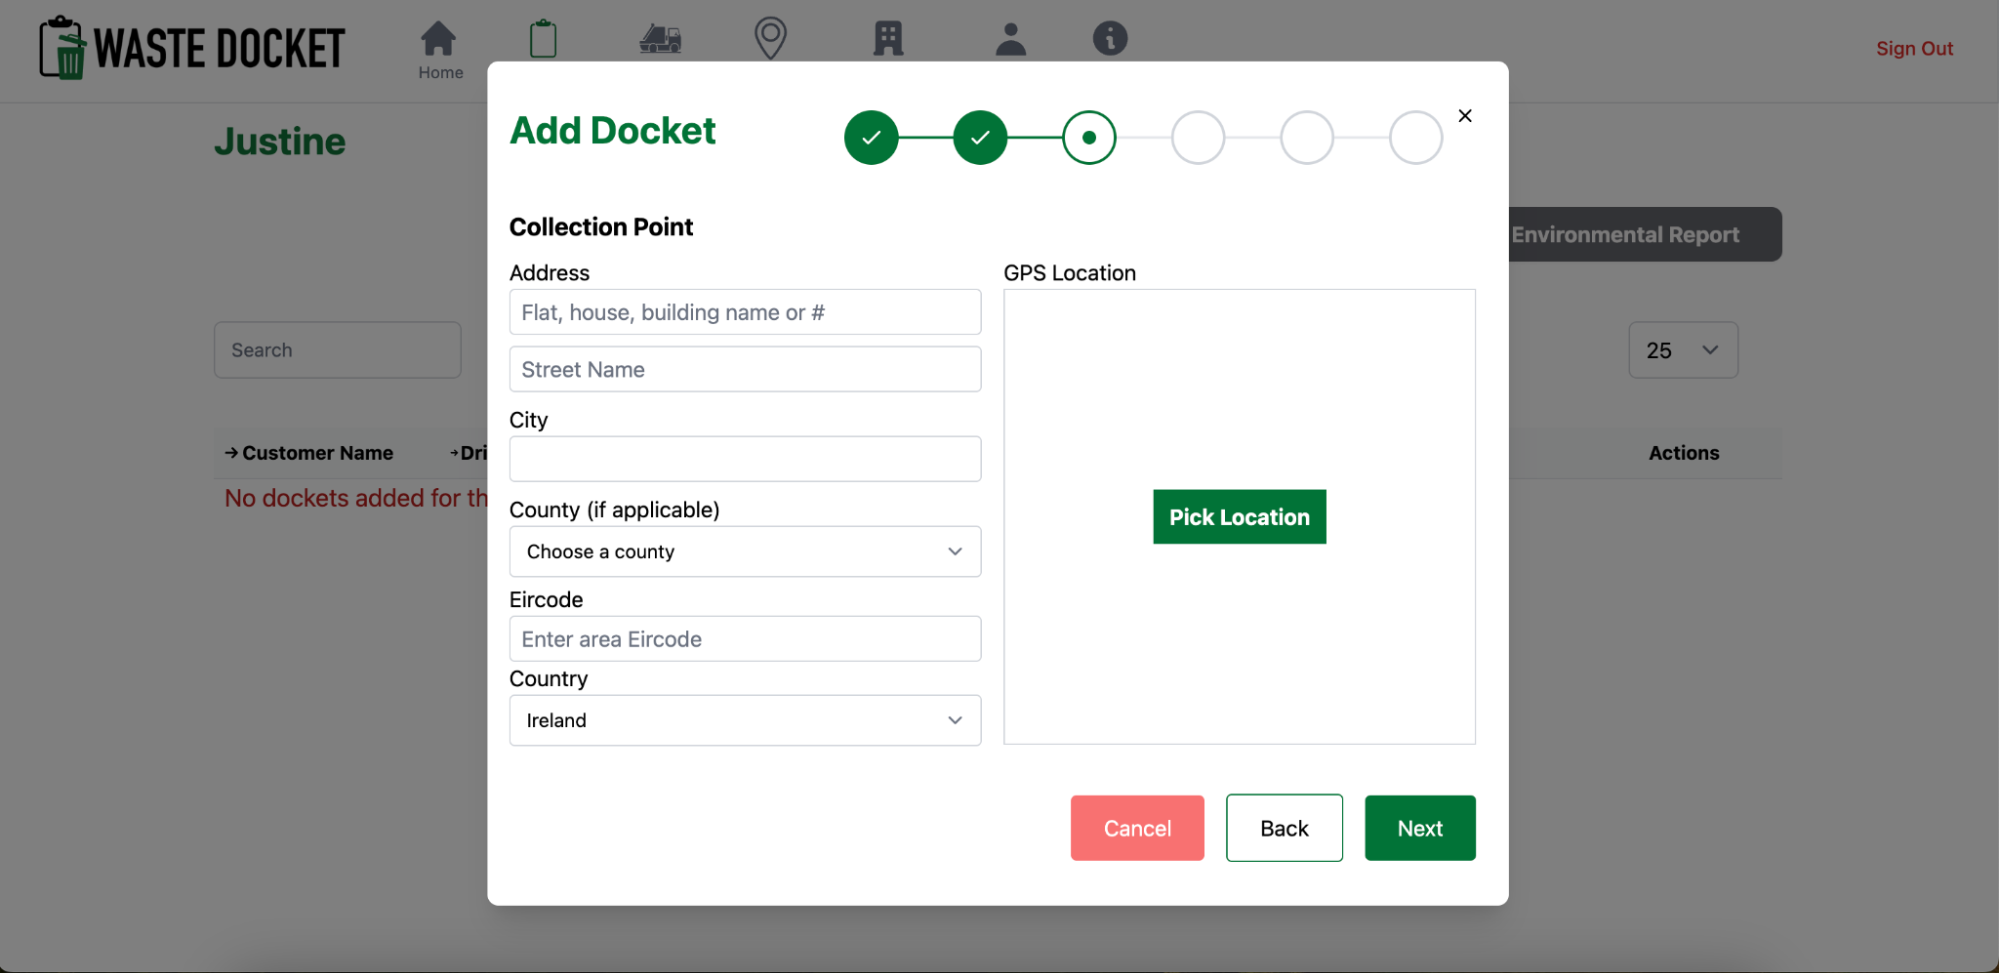 WASTE DOCKET
Home
Sign Out
Justine
Add Docket
Environmental Report
Collection Point
Address
Flat, house, building name or #
Street Name
City
County (if applicable)
Choose a county
Eircode
Enter area Eircode
Country
Ireland
GPS Location
Pick Location
Search
25
→ Customer Name
→ Dri
Actions
No dockets added for th
Cancel
Back
Next